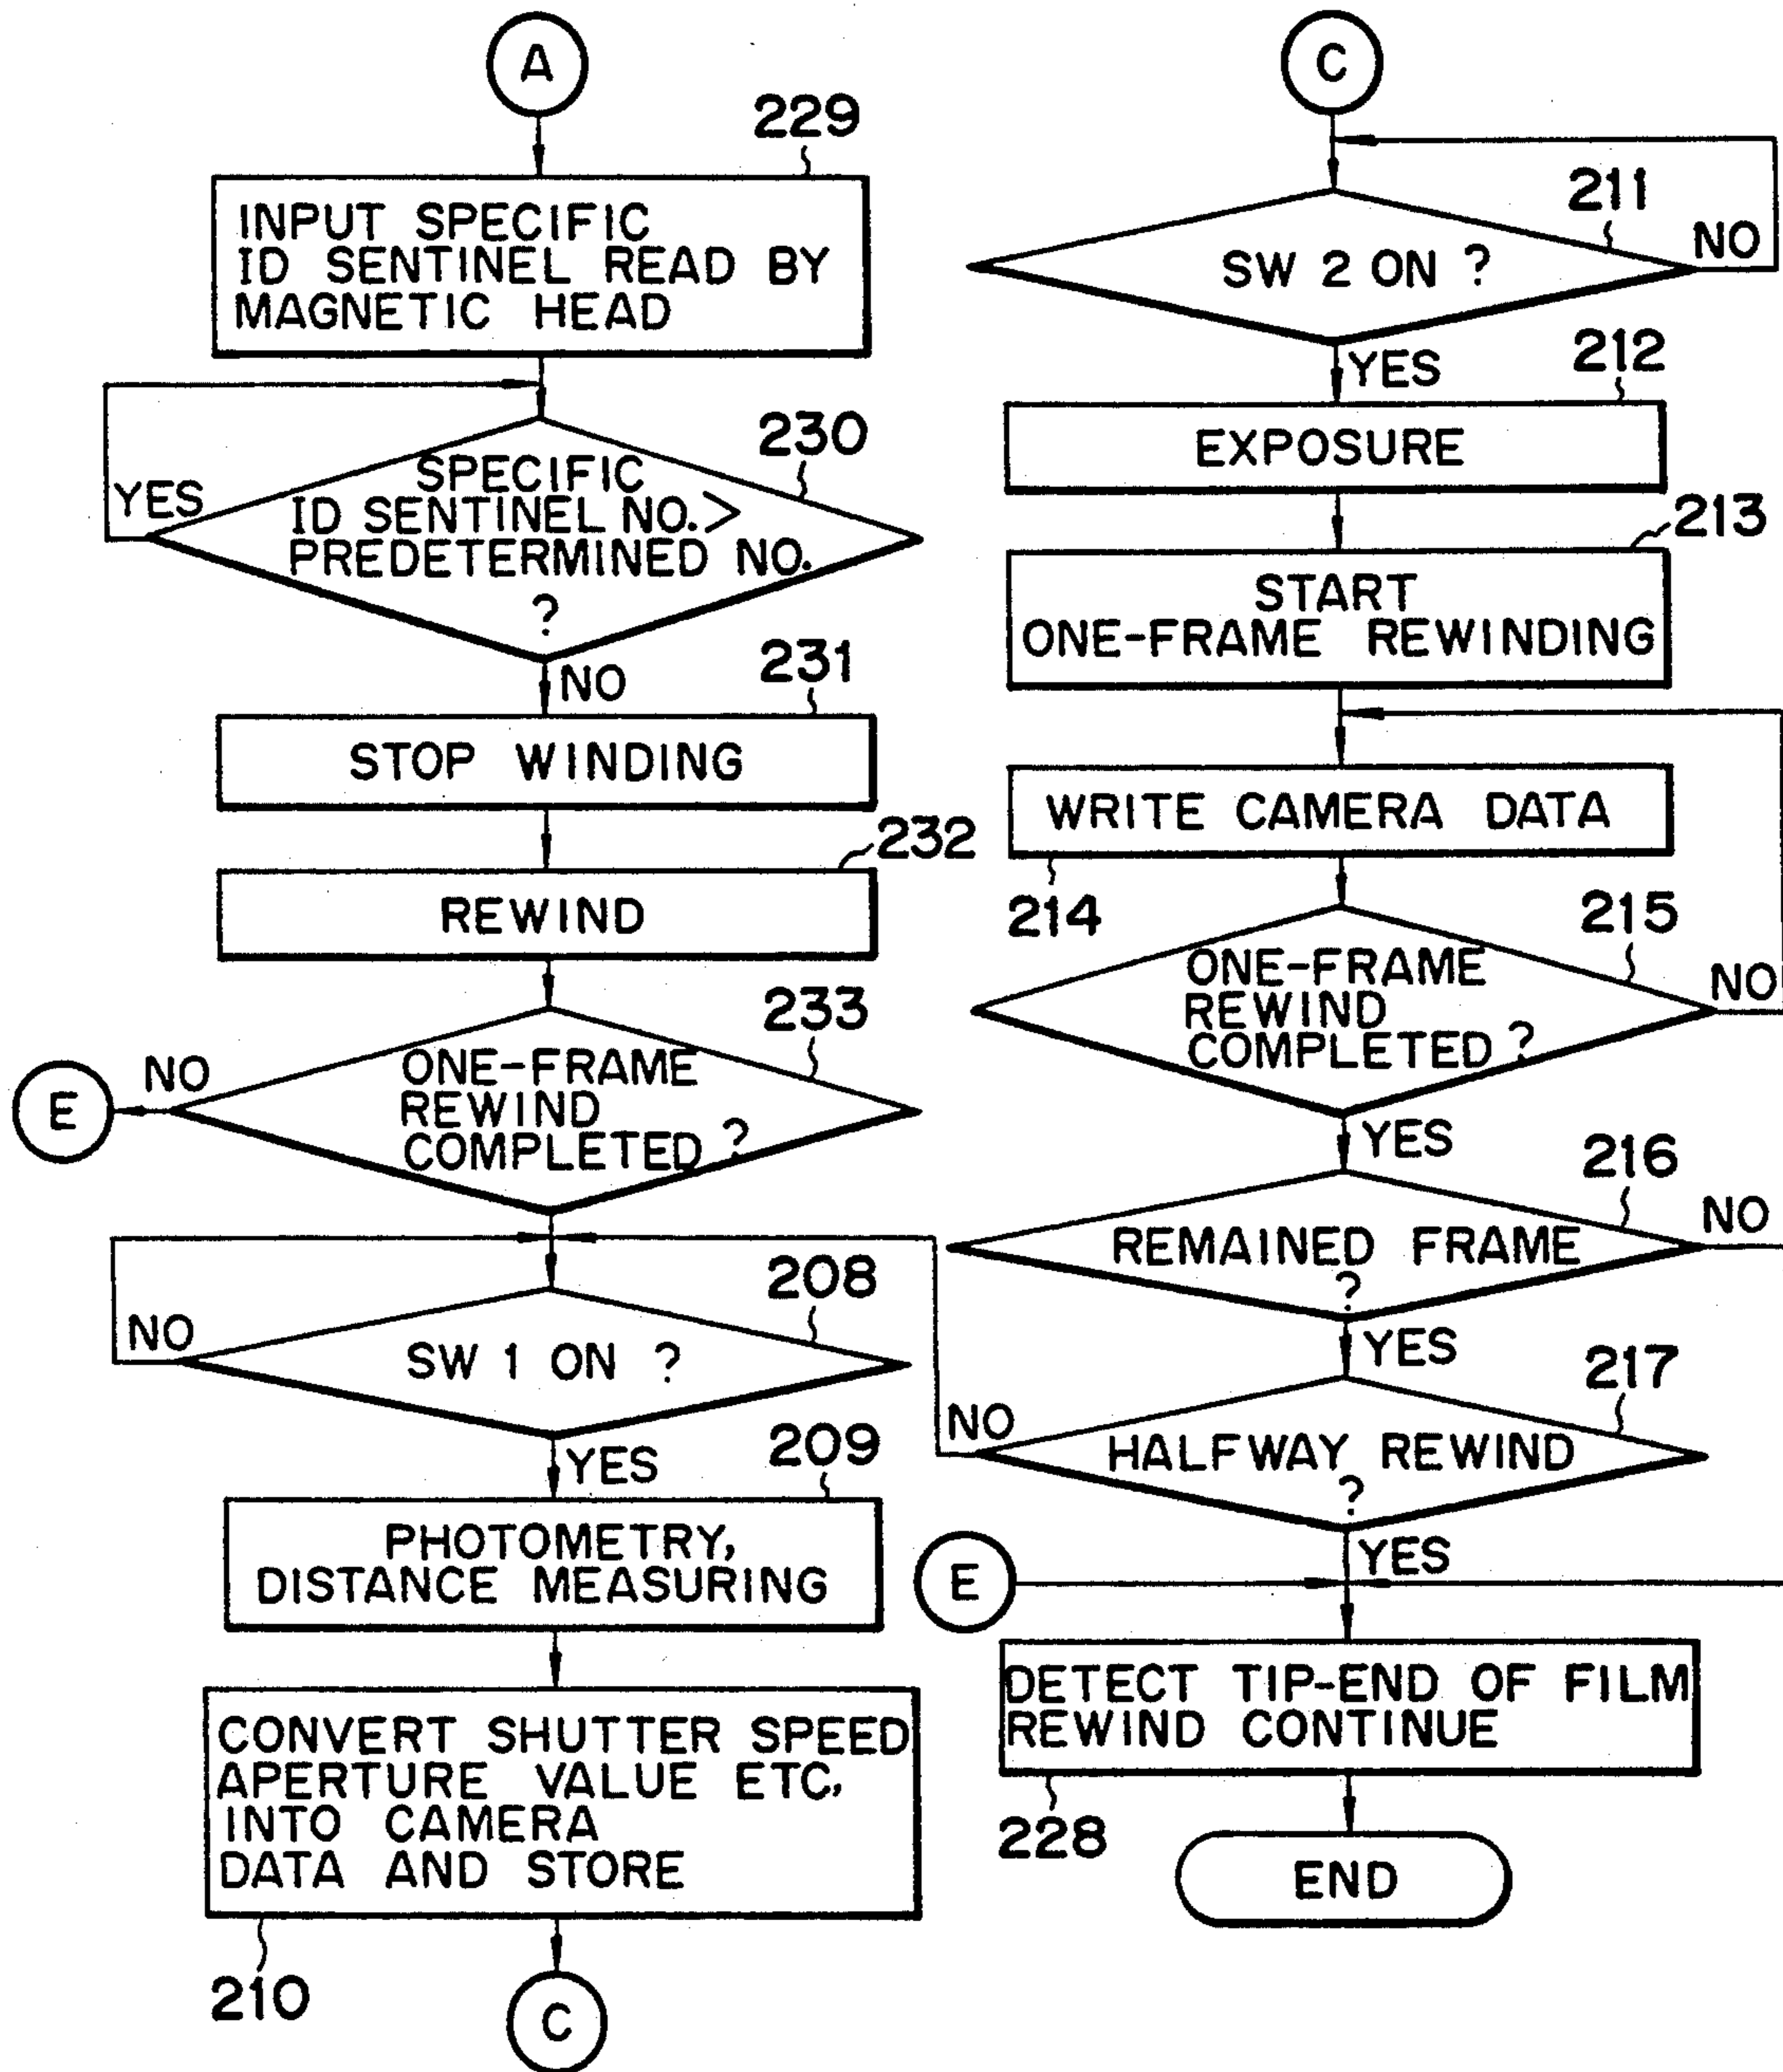 A
229
INPUT SPECIFIC
ID SENTINEL READ BY
MAGNETIC HEAD
230
YES
SPECIFIC
ID SENTINEL NO. >
PREDETERMINED NO.
?
NO
231
STOP WINDING
232
REWIND
233
E
NO
ONE-FRAME
REWIND
COMPLETED ?
208
NO
SW 1 ON ?
YES
209
PHOTOMETRY,
DISTANCE MEASURING
CONVERT SHUTTER SPEED
APERTURE VALUE ETC,
INTO CAMERA
DATA AND STORE
210
C
C
211
NO
SW 2 ON ?
YES
212
EXPOSURE
213
START
ONE-FRAME REWINDING
WRITE CAMERA DATA
214
215
ONE-FRAME
REWIND
COMPLETED ?
NO
YES
216
NO
REMAINED FRAME
?
YES
217
NO
HALFWAY REWIND
?
YES
E
DETECT TIP-END OF FILM
REWIND CONTINUE
228
END